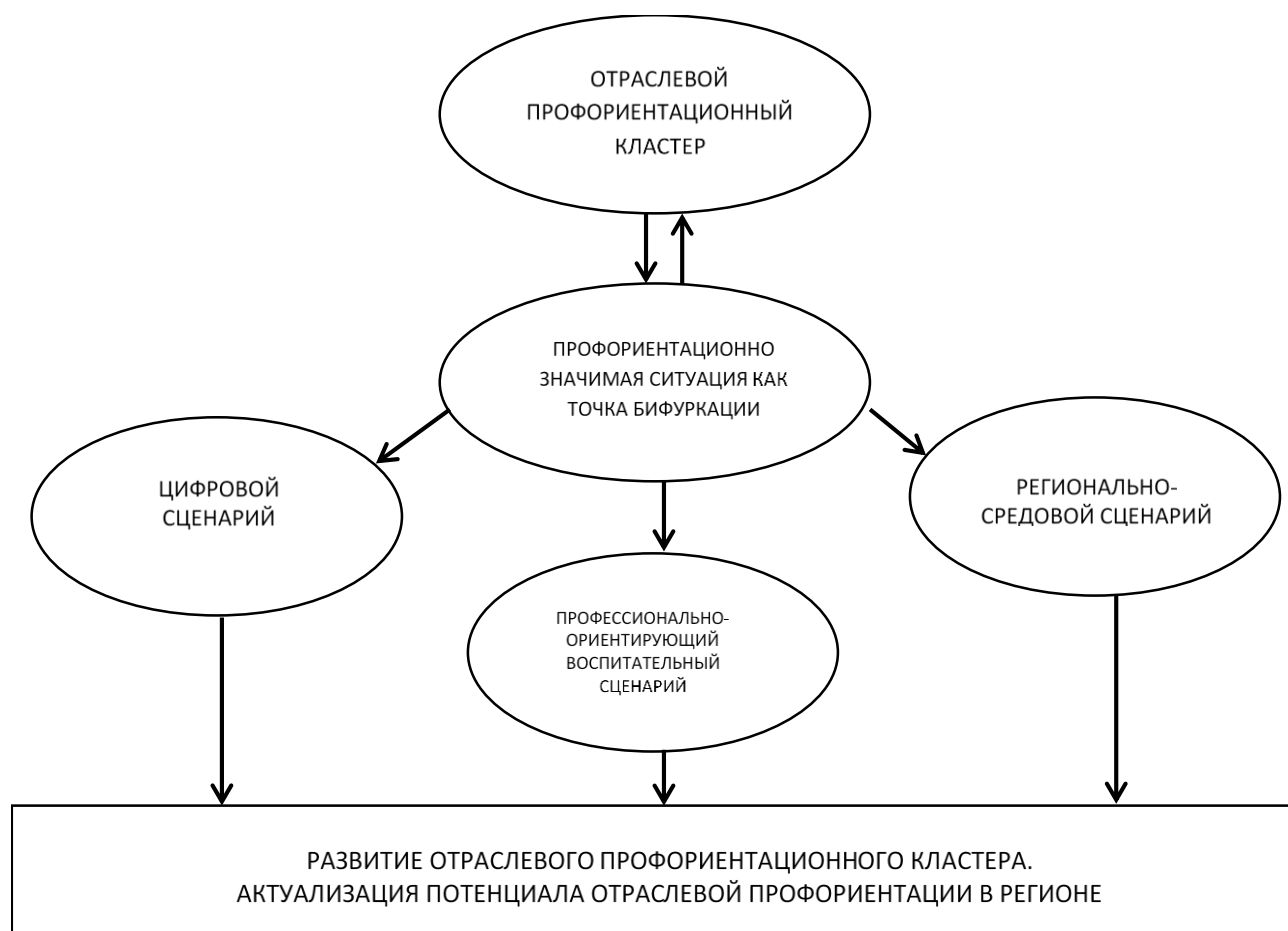 ОТРАСЛЕВОЙ
ПРОФОРИЕНТАЦИОННЫЙ
КЛАСТЕР
ПРОФОРИЕНТАЦИОННО
ЗНАЧИМАЯ СИТУАЦИЯ КАК
ТОЧКА БИФУРКАЦИИ
ЦИФРОВОЙ
СЦЕНАРИЙ
РЕГИОНАЛЬНО-
СРЕДОВОЙ СЦЕНАРИЙ
ПРОФЕССИОНАЛЬНО-
ОРИЕНТИРУЮЩИЙ
ВОСПИТАТЕЛЬНЫЙ
СЦЕНАРИЙ
РАЗВИТИЕ ОТРАСЛЕВОГО ПРОФОРИЕНТАЦИОННОГО КЛАСТЕРА.
АКТУАЛИЗАЦИЯ ПОТЕНЦИАЛА ОТРАСЛЕВОЙ ПРОФОРИЕНТАЦИИ В РЕГИОНЕ